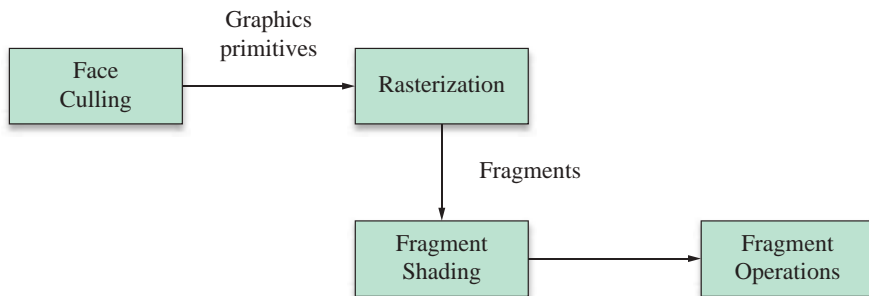 Graphics
primitives
Face
Culling
Rasterization
Fragments
Fragment
Shading
Fragment
Operations